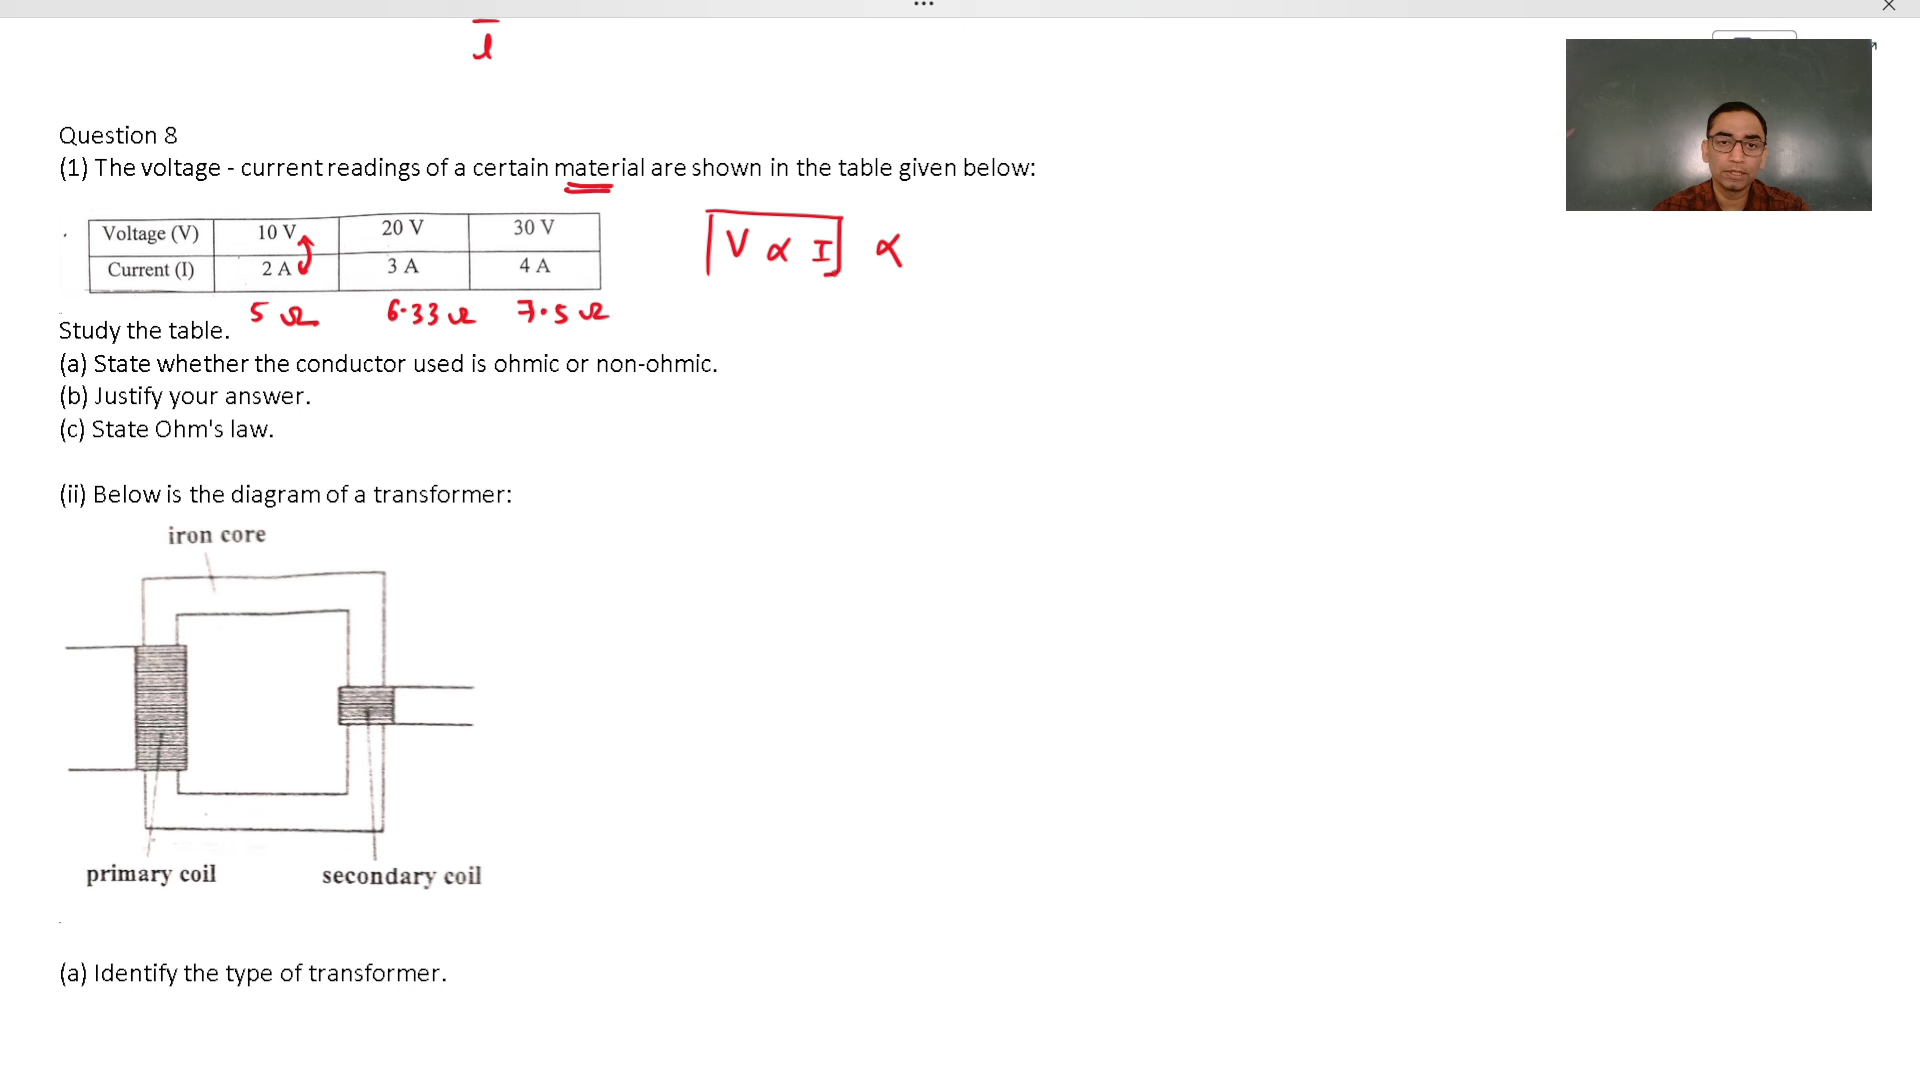 l
Question 8
(1) The voltage - current readings of a certain material are shown in the table given below:
Voltage (V) 10 V 20 V 30 V
Current (I) 2 A 3 A 4 A
V ∝ I ∝
5 Ω 6.33 Ω 7.5 Ω
Study the table.
(a) State whether the conductor used is ohmic or non-ohmic.
(b) Justify your answer.
(c) State Ohm's law.
(ii) Below is the diagram of a transformer:
iron core
primary coil secondary coil
(a) Identify the type of transformer.